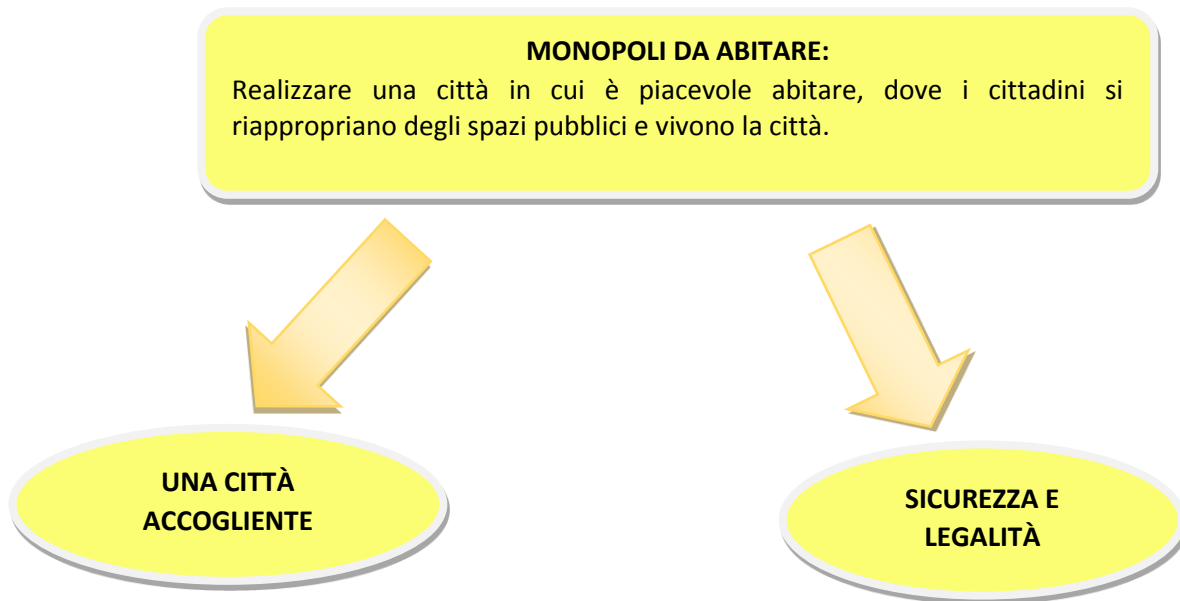 MONOPOLI DA ABITARE:
Realizzare una città in cui è piacevole abitare, dove i cittadini si
riappropriano degli spazi pubblici e vivono la città.
UNA CITTÀ
ACCOGLIENTE
SICUREZZA E
LEGALITÀ